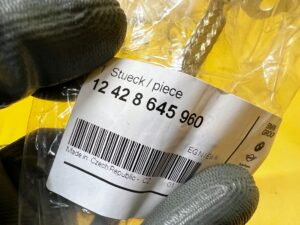 Stueck / piece
12 42 8 645 960
Made in Czech Republic